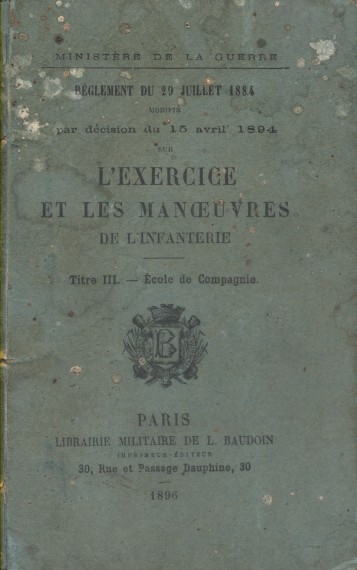 MINISTÈRE DE LA GUERRE
RÈGLEMENT DU 29 JUILLET 1884
MODIFIÉ
par décision du 15 avril 1894
SUR
L'EXERCICE
ET LES MANŒUVRES
DE L'INFANTERIE
Titre III. — École de Compagnie.
B
PARIS
LIBRAIRIE MILITAIRE DE L. BAUDOIN
IMPRIMEUR-ÉDITEUR
30, Rue et Passage Dauphine, 30
1896